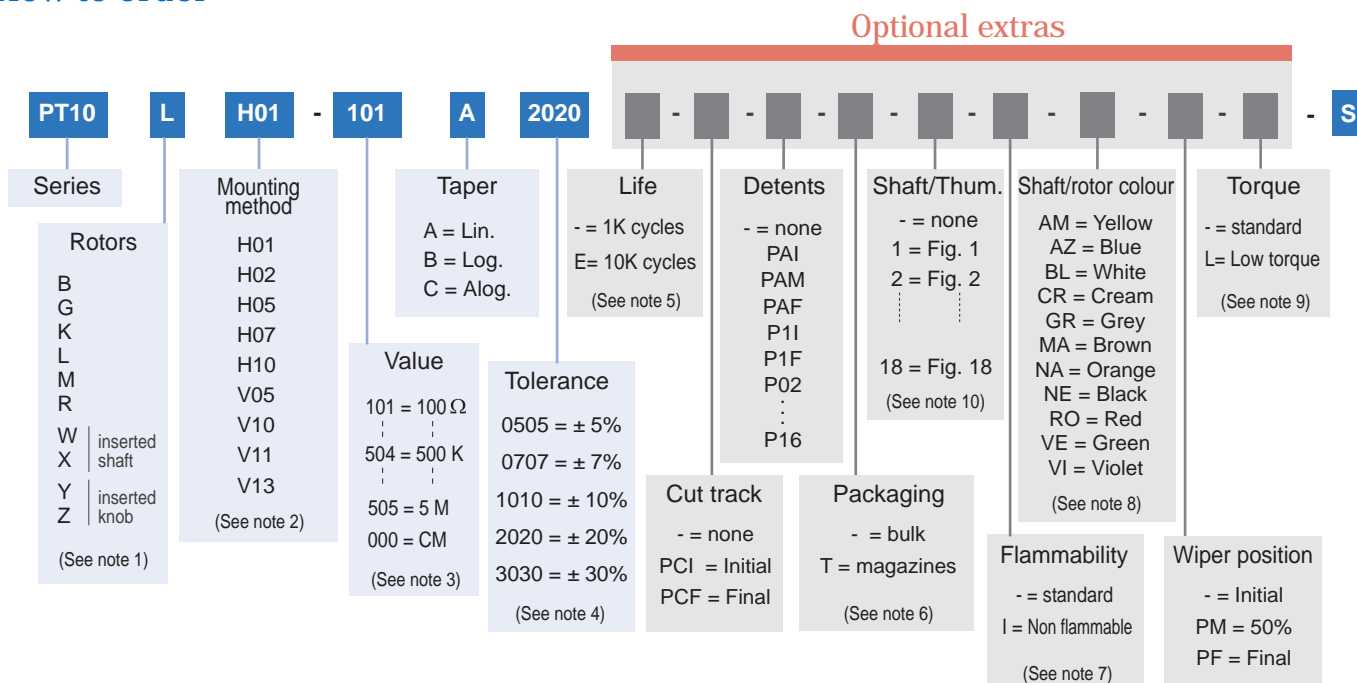 How to order
Optional extras
PT10 L H01 - 101 A 2020 - - - - - - - - - S
Series
Rotors
B
G
K
L
M
R
W
X
inserted
shaft
Y
Z
inserted
knob
(See note 1)
Mounting
method
H01
H02
H05
H07
H10
V05
V10
V11
V13
(See note 2)
Value
101 = 100 Ω
504 = 500 K
505 = 5 M
000 = CM
(See note 3)
Taper
A = Lin.
B = Log.
C = Alog.
Tolerance
0505 = ± 5%
0707 = ± 7%
1010 = ± 10%
2020 = ± 20%
3030 = ± 30%
(See note 4)
Life
- = 1K cycles
E= 10K cycles
(See note 5)
Cut track
- = none
PCI = Initial
PCF = Final
Detents
- = none
PAI
PAM
PAF
P1I
P1F
P02
:
P16
Packaging
- = bulk
T = magazines
(See note 6)
Shaft/Thum.
- = none
1 = Fig. 1
2 = Fig. 2
18 = Fig. 18
(See note 10)
Flammability
- = standard
I = Non flammable
(See note 7)
Shaft/rotor colour
AM = Yellow
AZ = Blue
BL = White
CR = Cream
GR = Grey
MA = Brown
NA = Orange
NE = Black
RO = Red
VE = Green
VI = Violet
(See note 8)
Wiper position
- = Initial
PM = 50%
PF = Final
Torque
- = standard
L= Low torque
(See note 9)